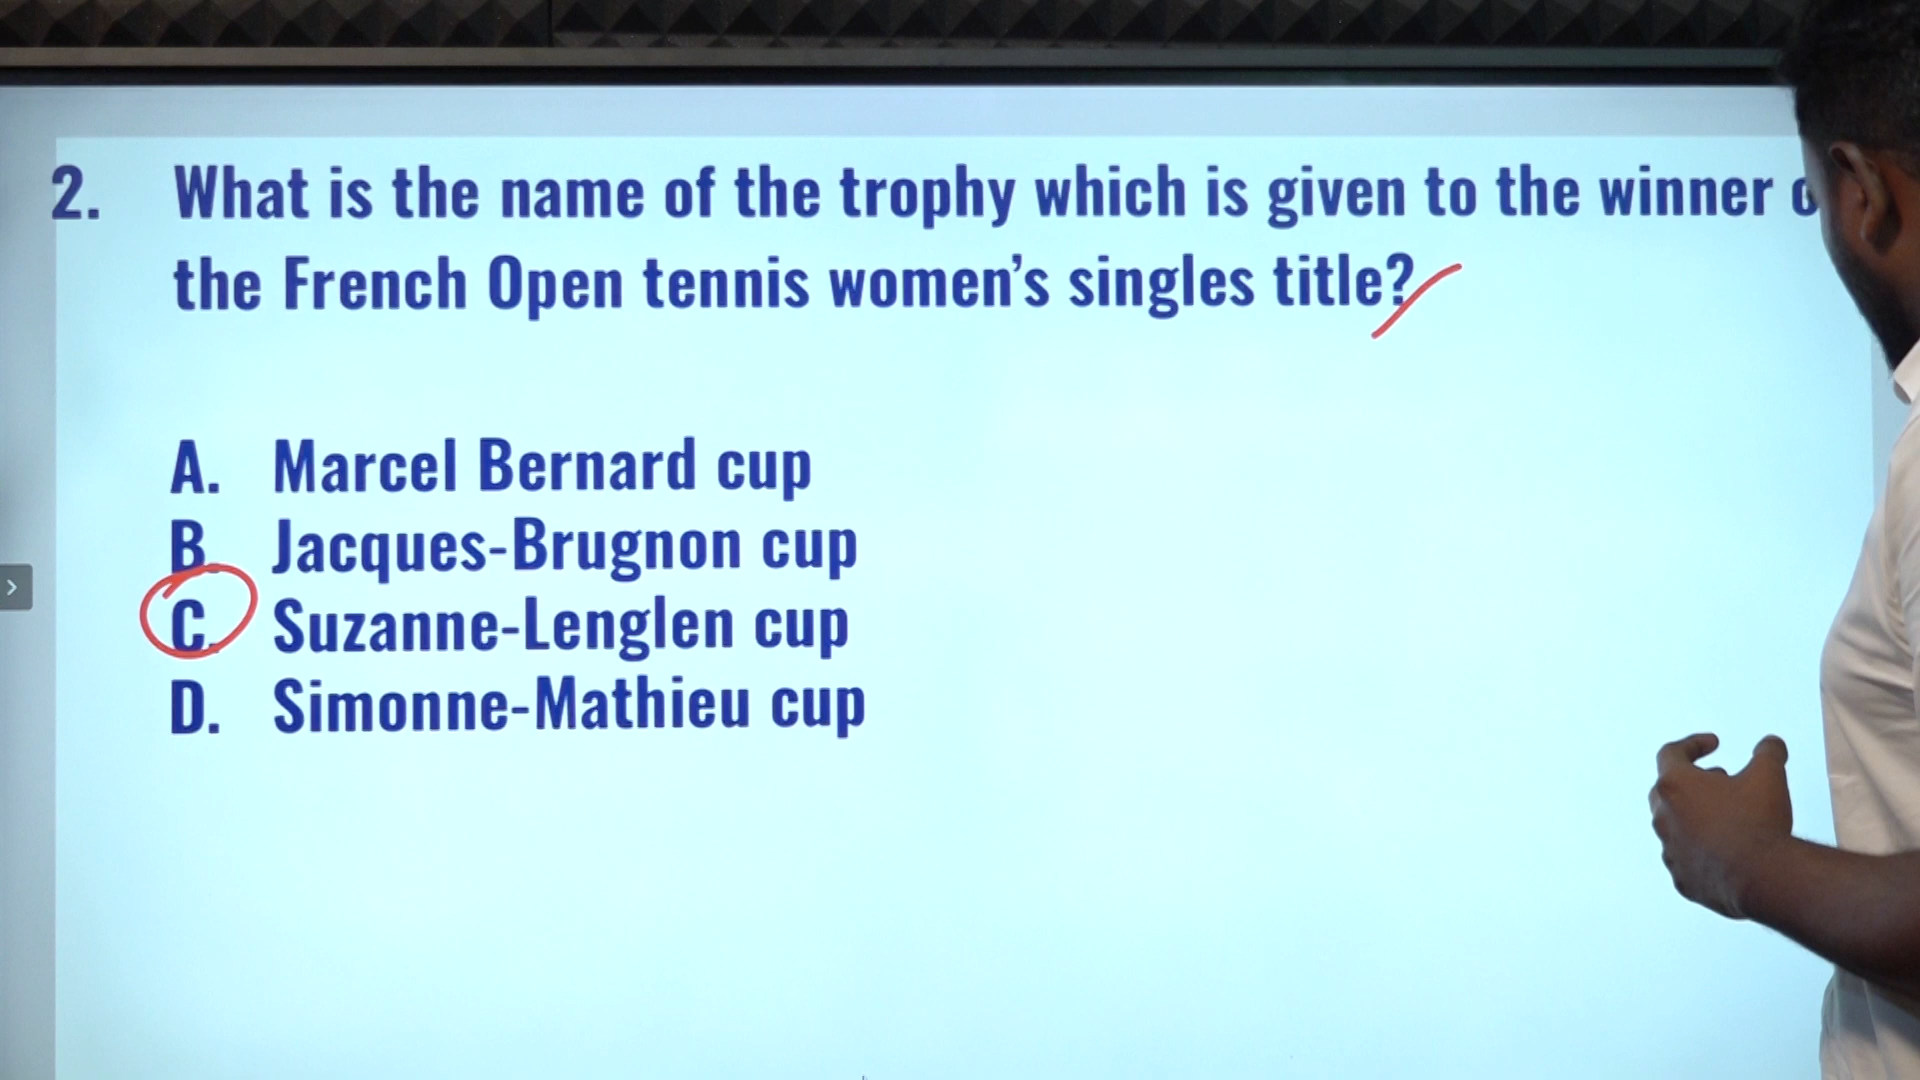 2. What is the name of the trophy which is given to the winner
the French Open tennis women's singles title?
A. Marcel Bernard cup
B. Jacques-Brugnon cup
C. Suzanne-Lenglen cup
D. Simonne-Mathieu cup